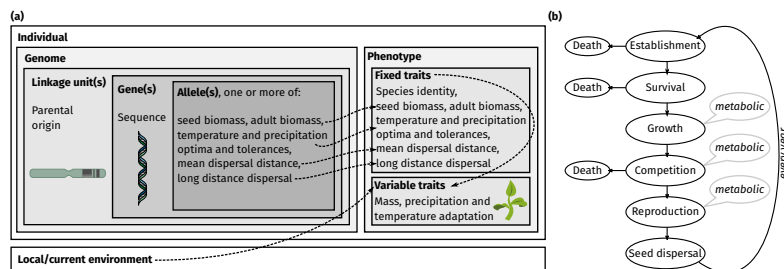 (a)
Individual
Genome
Linkage unit(s)
Parental
origin
Gene(s)
Sequence
Allele(s), one or more of:
seed biomass, adult biomass,
temperature and precipitation
optima and tolerances,
mean dispersal distance,
long distance dispersal
Phenotype
Fixed traits
Species identity,
seed biomass, adult biomass,
temperature and precipitation
optima and tolerances,
mean dispersal distance,
long distance dispersal
Variable traits
Mass, precipitation and
temperature adaptation
Local/current environment
(b)
Death
Establishment
Death
Survival
metabolic
Growth
metabolic
Death
Competition
metabolic
Reproduction
Seed dispersal
every year